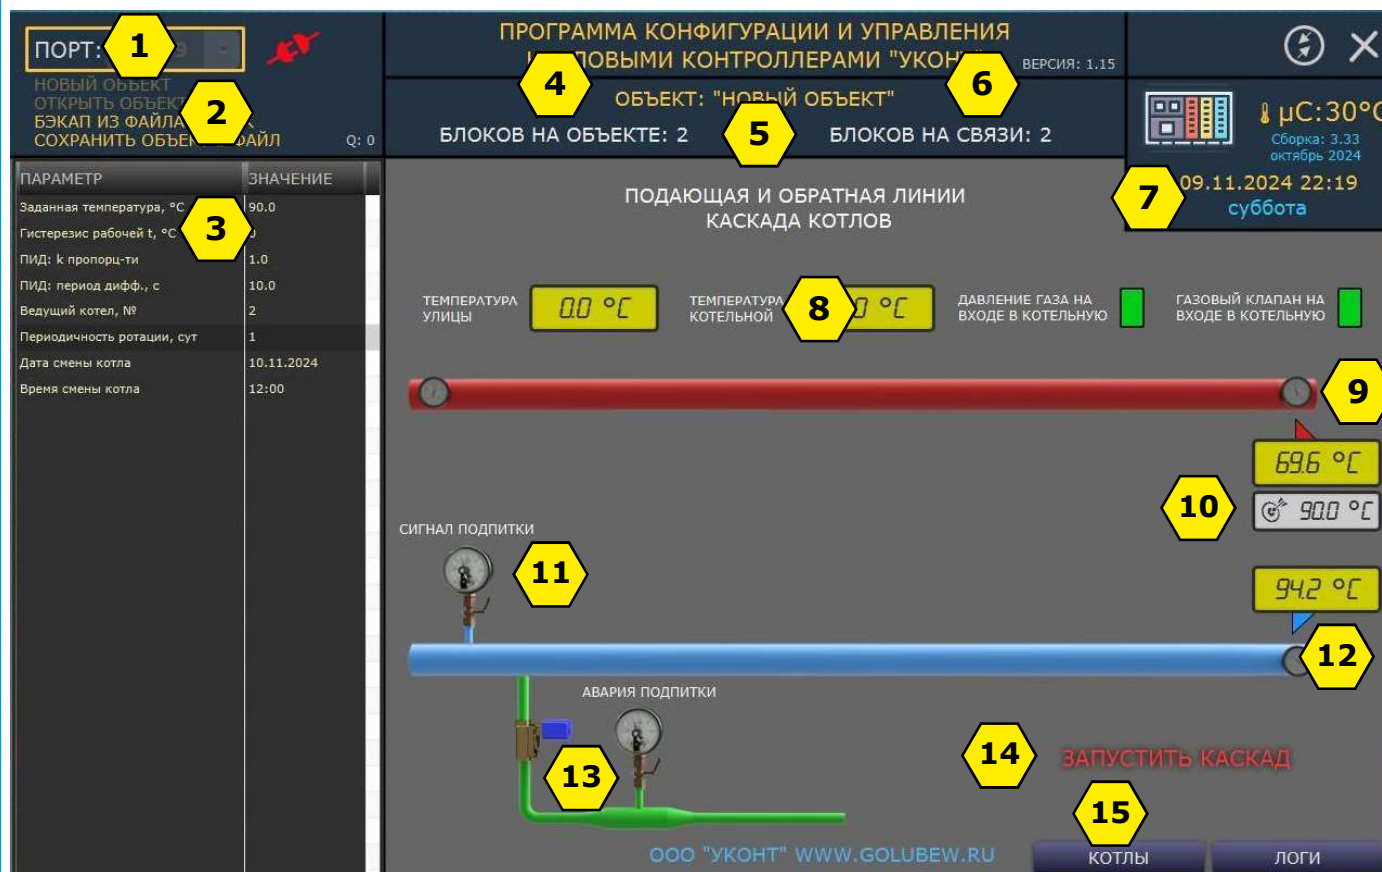 ПОРТ:
1
НОВЫЙ ОБЪЕКТ
ОТКРЫТЬ ОБЪЕКТ
БЭКАП ИЗ ФАЙЛА
СОХРАНИТЬ
2
Q: 0
ПРОГРАММА КОНФИГУРАЦИИ И УПРАВЛЕНИЯ
КОНТРОЛЛЕРАМИ
ВЕРСИЯ: 1.15
4
6
ОБЪЕКТ: "НОВЫЙ ОБЪЕКТ"
БЛОКОВ НА ОБЪЕКТЕ: 2
5
БЛОКОВ НА СВЯЗИ: 2
µC:30°C
Сборка: 3.33
октябрь 2024
7
09.11.2024 22:19
суббота
ПАРАМЕТР ЗНАЧЕНИЕ
Заданная температура, °C 90.0
Гистерезис рабочей t, °C
3
ПИД: k пропорц-ти 1.0
ПИД: период дифф., с 10.0
Ведущий котел, № 2
Периодичность ротации, сут 1
Дата смены котла 10.11.2024
Время смены котла 12:00
ПОДАЮЩАЯ И ОБРАТНАЯ ЛИНИИ
КАСКАДА КОТЛОВ
ТЕМПЕРАТУРА
УЛИЦЫ
0.0 °C
ТЕМПЕРАТУРА
КОТЕЛЬНОЙ
8
°C
ДАВЛЕНИЕ ГАЗА НА
ВХОДЕ В КОТЕЛЬНУЮ
ГАЗОВЫЙ КЛАПАН НА
ВХОДЕ В КОТЕЛЬНУЮ
9
69.6 °C
10
90.0 °C
СИГНАЛ ПОДПИТКИ
11
94.2 °C
12
АВАРИЯ ПОДПИТКИ
13
14
ЗАПУСТИТЬ КАСКАД
15
ООО "УКОНТ" WWW.GOLUBEW.RU
КОТЛЫ
ЛОГИ